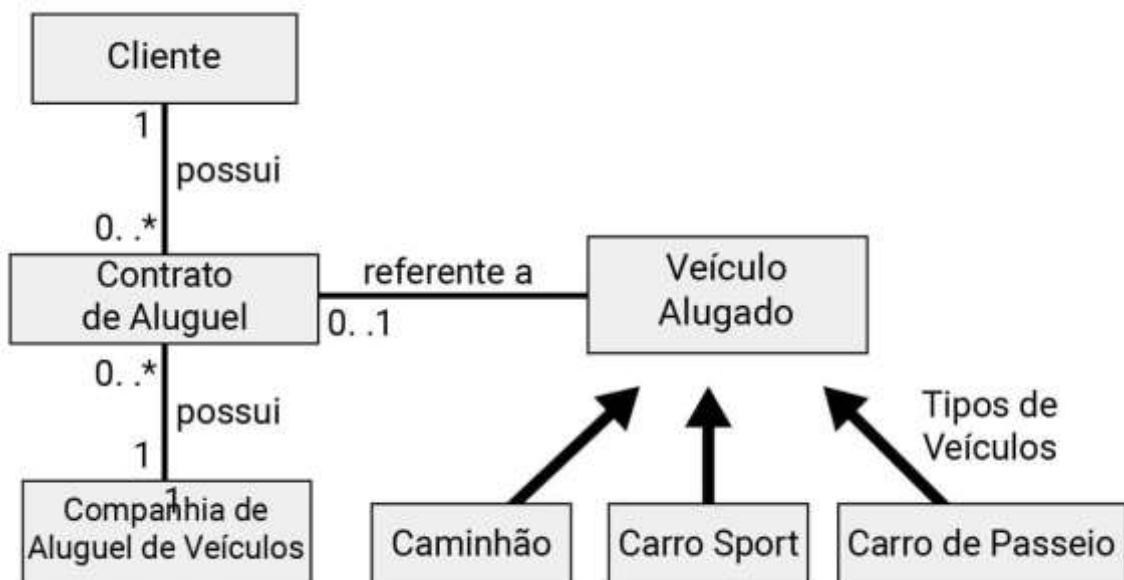 Cliente
1
possui
0. .*
Contrato
de Aluguel
referente a
0. .1
Veículo
Alugado
0. .*
possui
1
1
Companhia de
Aluguel de Veículos
Tipos de
Veículos
Caminhão
Carro Sport
Carro de Passeio